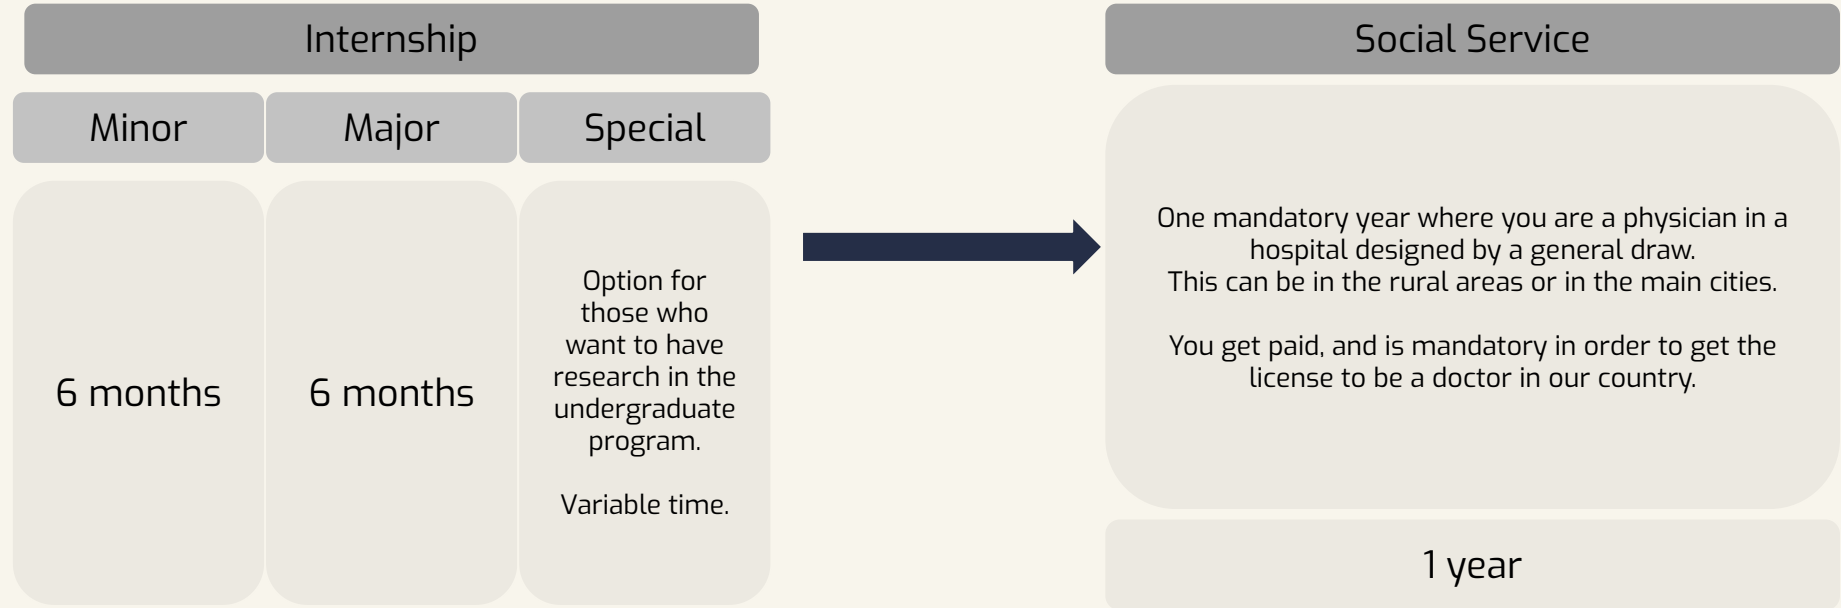 Internship
Minor
Major
Special
6 months
6 months
Option for
those who
want to have
research in the
undergraduate
program.
Variable time.
Social Service
One mandatory year where you are a physician in a
hospital designed by a general draw.
This can be in the rural areas or in the main cities.
You get paid, and is mandatory in order to get the
license to be a doctor in our country.
1 year